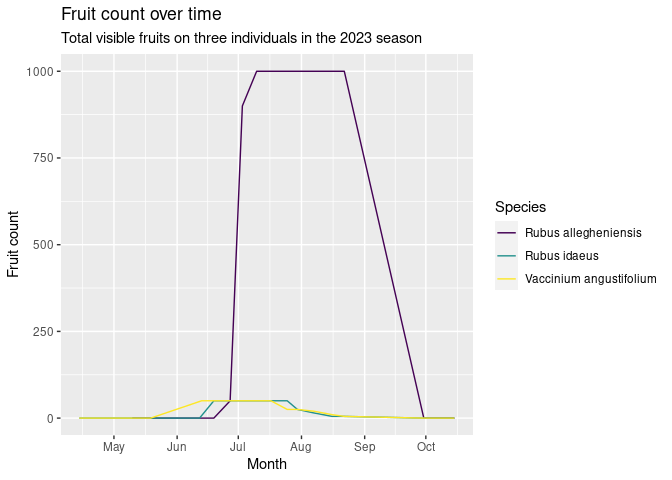 Fruit count over time
Total visible fruits on three individuals in the 2023 season
1000
750
500
250
0
Fruit count
May Jun Jul Aug Sep Oct
Month
Species
Rubus allegheniensis
Rubus idaeus
Vaccinium angustifolium